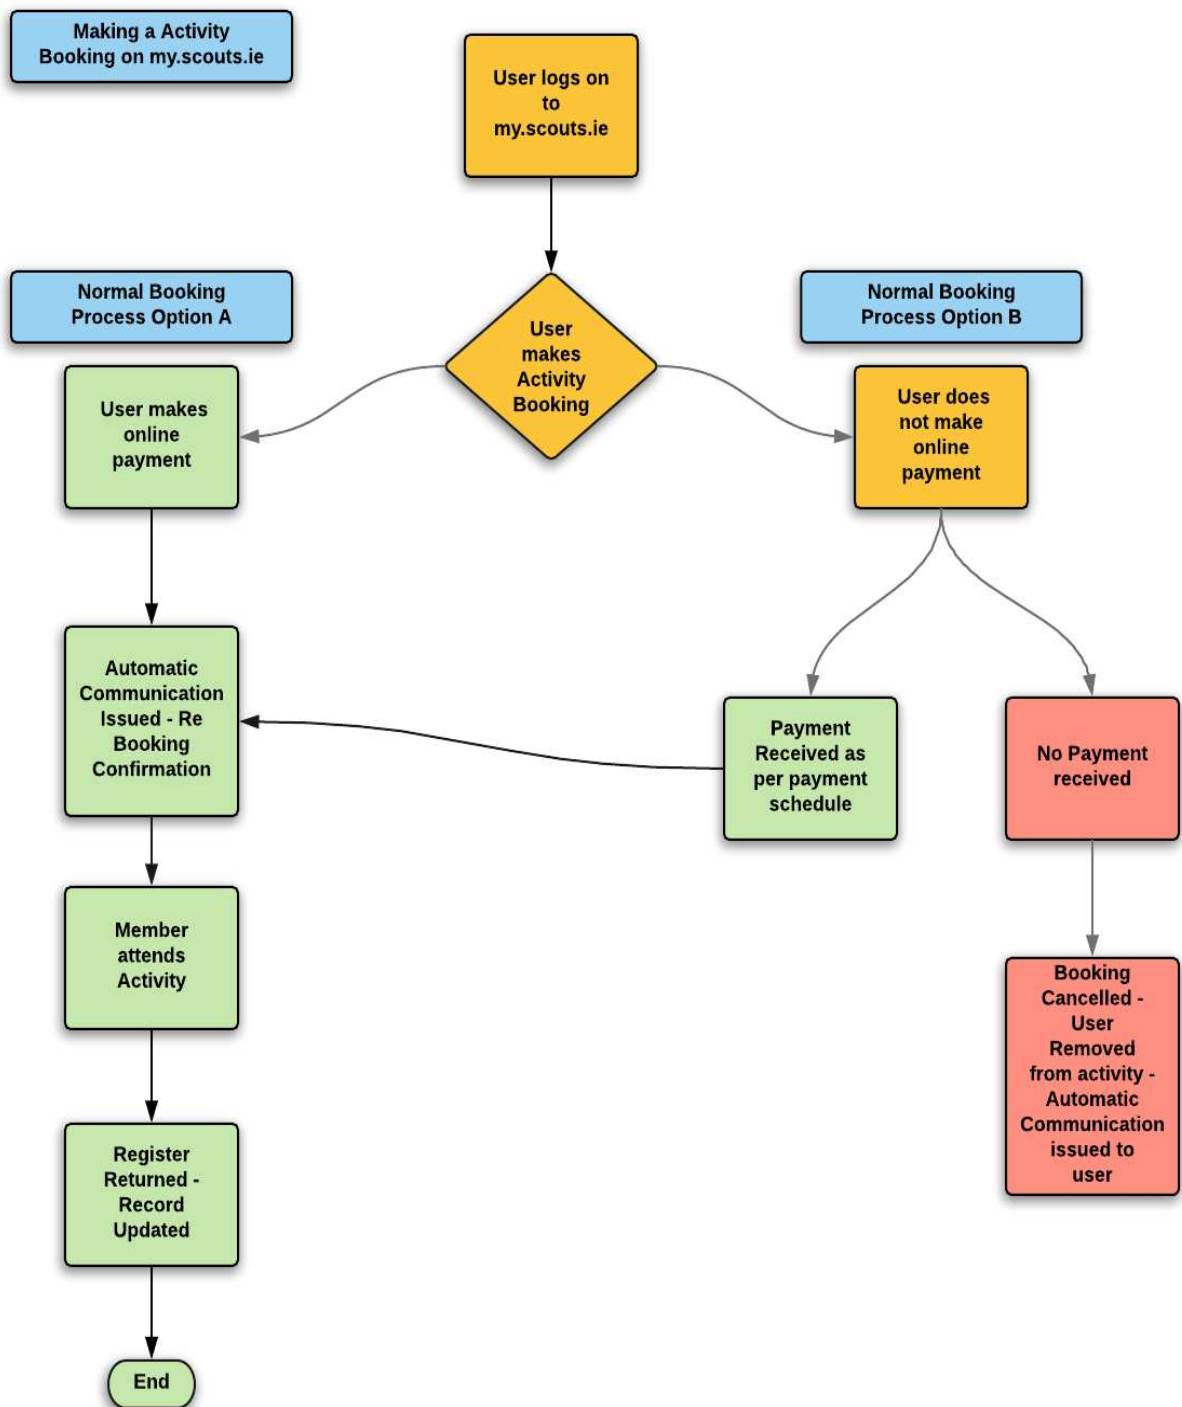 Making a Activity
Booking on my.scouts.ie
User logs on
to
my.scouts.ie
Normal Booking
Process Option A
User
makes
Activity
Booking
Normal Booking
Process Option B
User makes
online
payment
User does
not make
online
payment
Automatic
Communication
Issued - Re
Booking
Confirmation
Payment
Received as
per payment
schedule
No Payment
received
Member
attends
Activity
Booking
Cancelled -
User
Removed
from activity -
Automatic
Communication
issued to
user
Register
Returned -
Record
Updated
End